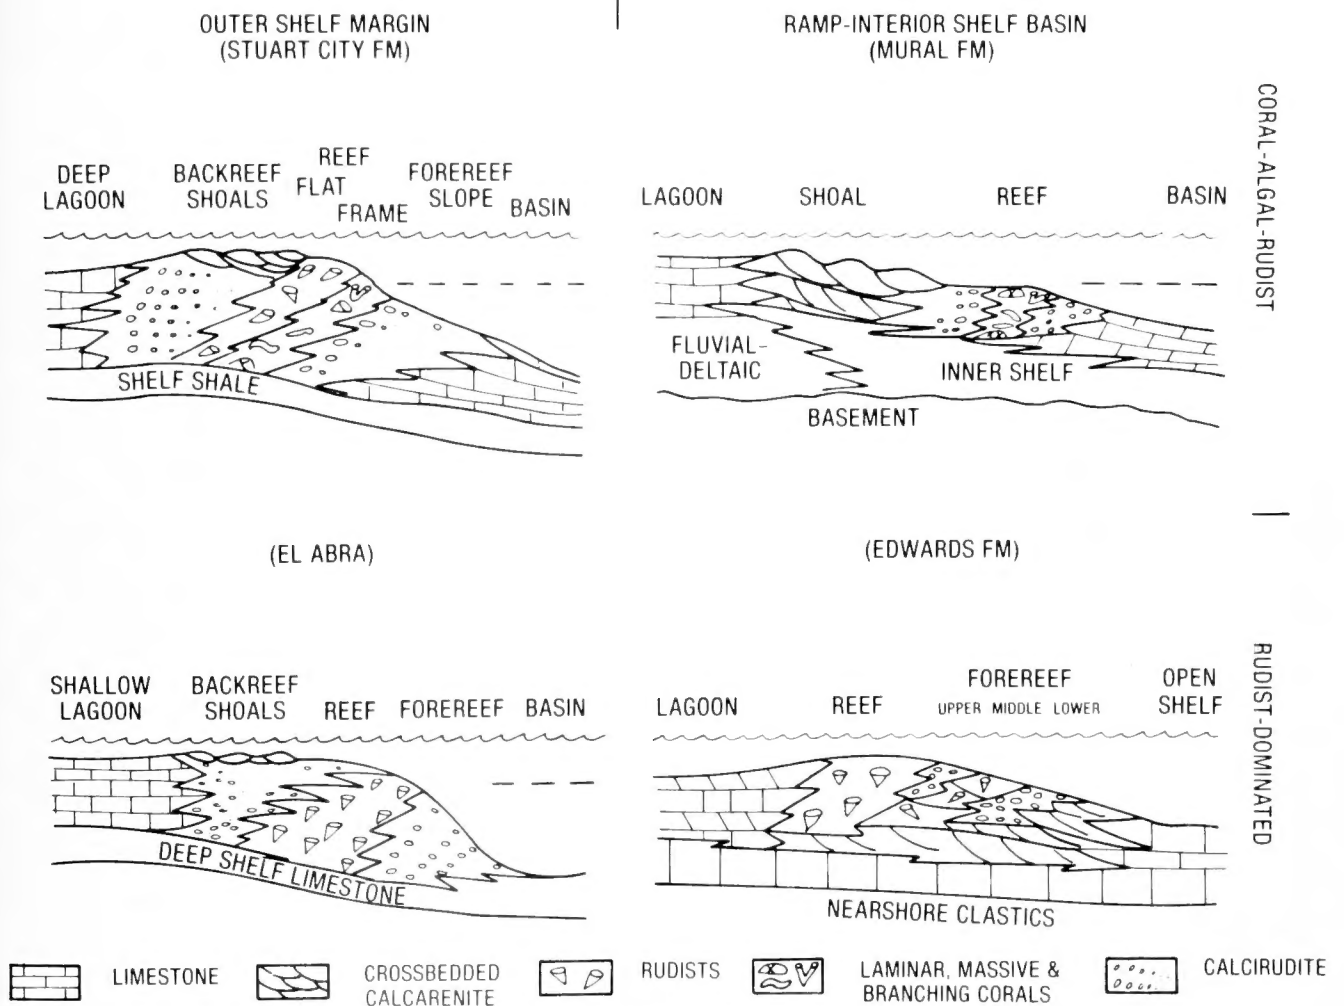 OUTER SHELF MARGIN
(STUART CITY FM)
RAMP-INTERIOR SHELF BASIN
(MURAL FM)
CORAL-ALGAL-RUDIST
DEEP
LAGOON
BACKREEF
SHOALS
REEF
FLAT
FRAME
FOREREEF
SLOPE
BASIN
SHELF SHALE
LAGOON
SHOAL
REEF
BASIN
FLUVIAL-
DELTAIC
INNER SHELF
BASEMENT
(EL ABRA)
(EDWARDS FM)
RUDIST-DOMINATED
SHALLOW
LAGOON
BACKREEF
SHOALS
REEF
FOREREEF
BASIN
DEEP SHELF LIMESTONE
LAGOON
REEF
FOREREEF
UPPER MIDDLE LOWER
OPEN
SHELF
NEARSHORE CLASTICS
LIMESTONE
CROSSBEDDED
CALCARENITE
RUDISTS
LAMINAR, MASSIVE &
BRANCHING CORALS
CALCIRUDITE